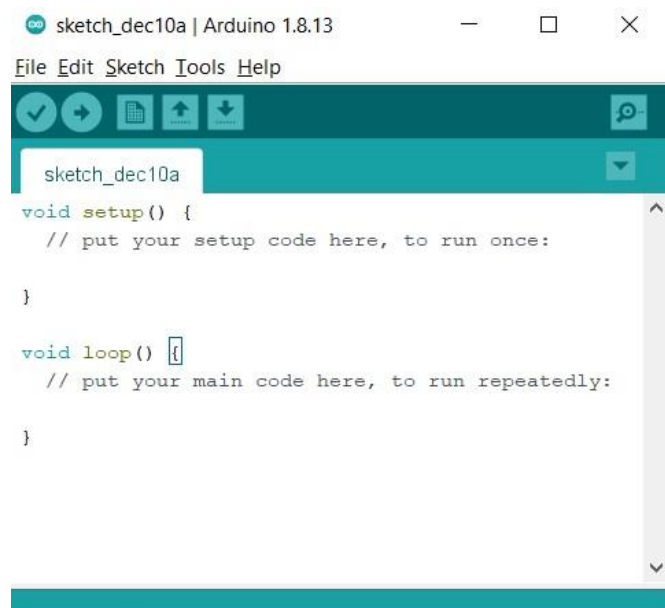 sketch_dec10a | Arduino 1.8.13
File Edit Sketch Tools Help
sketch_dec10a
void setup() {
  // put your setup code here, to run once:
}
void loop() {
  // put your main code here, to run repeatedly:
}